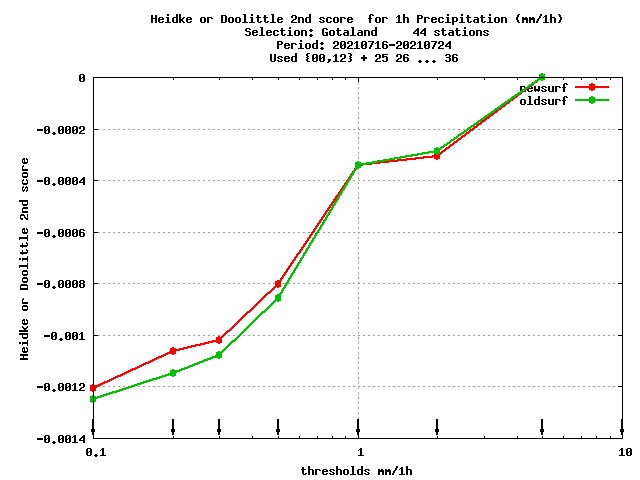 Heidke or Doolittle 2nd score  for 1h Precipitation (mm/1h)
Selection: Gotaland     44 stations
Period: 20210716-20210724
Used {00,12} + 25 26 ... 36
newsurf
oldsurf
0
-0.0002
-0.0004
-0.0006
-0.0008
-0.001
-0.0012
-0.0014
Heidke or Doolittle 2nd score
0.1
1
10
thresholds mm/1h